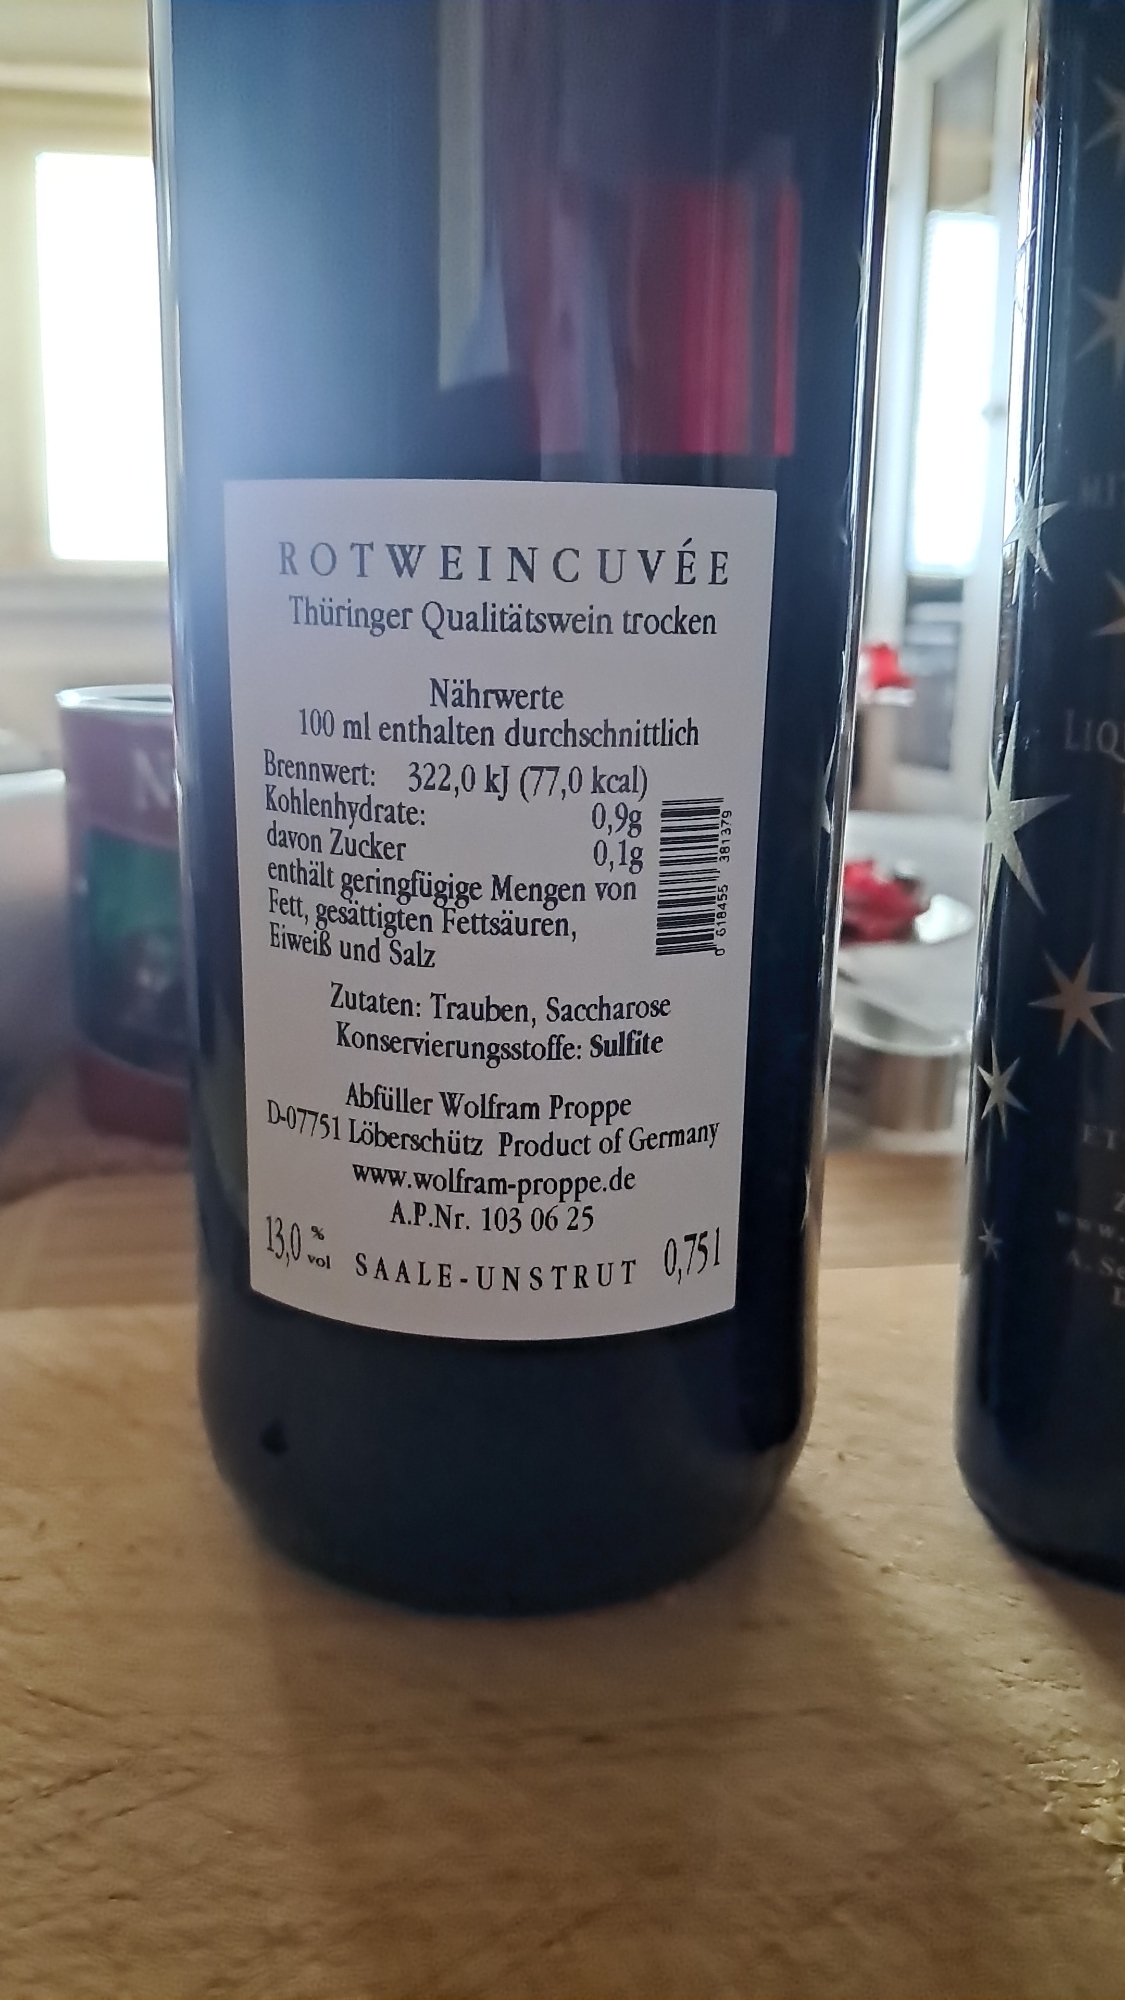 ROTWEINCUVÉE
Thüringer Qualitätswein trocken
Nährwerte
100 ml enthalten durchschnittlich
Brennwert: 322,0 kJ (77,0 kcal)
Kohlenhydrate: 0,9g
davon Zucker 0,1g
enthält geringfügige Mengen von
Fett, gesättigten Fettsäuren,
Eiweiß und Salz
0 618455 381379
Zutaten: Trauben, Saccharose
Konservierungsstoffe: Sulfite
Abfüller Wolfram Proppe
D-07751 Löberschütz Product of Germany
www.wolfram-proppe.de
A.P.Nr. 103 06 25
13,0 % vol SAALE-UNSTRUT 0,75l